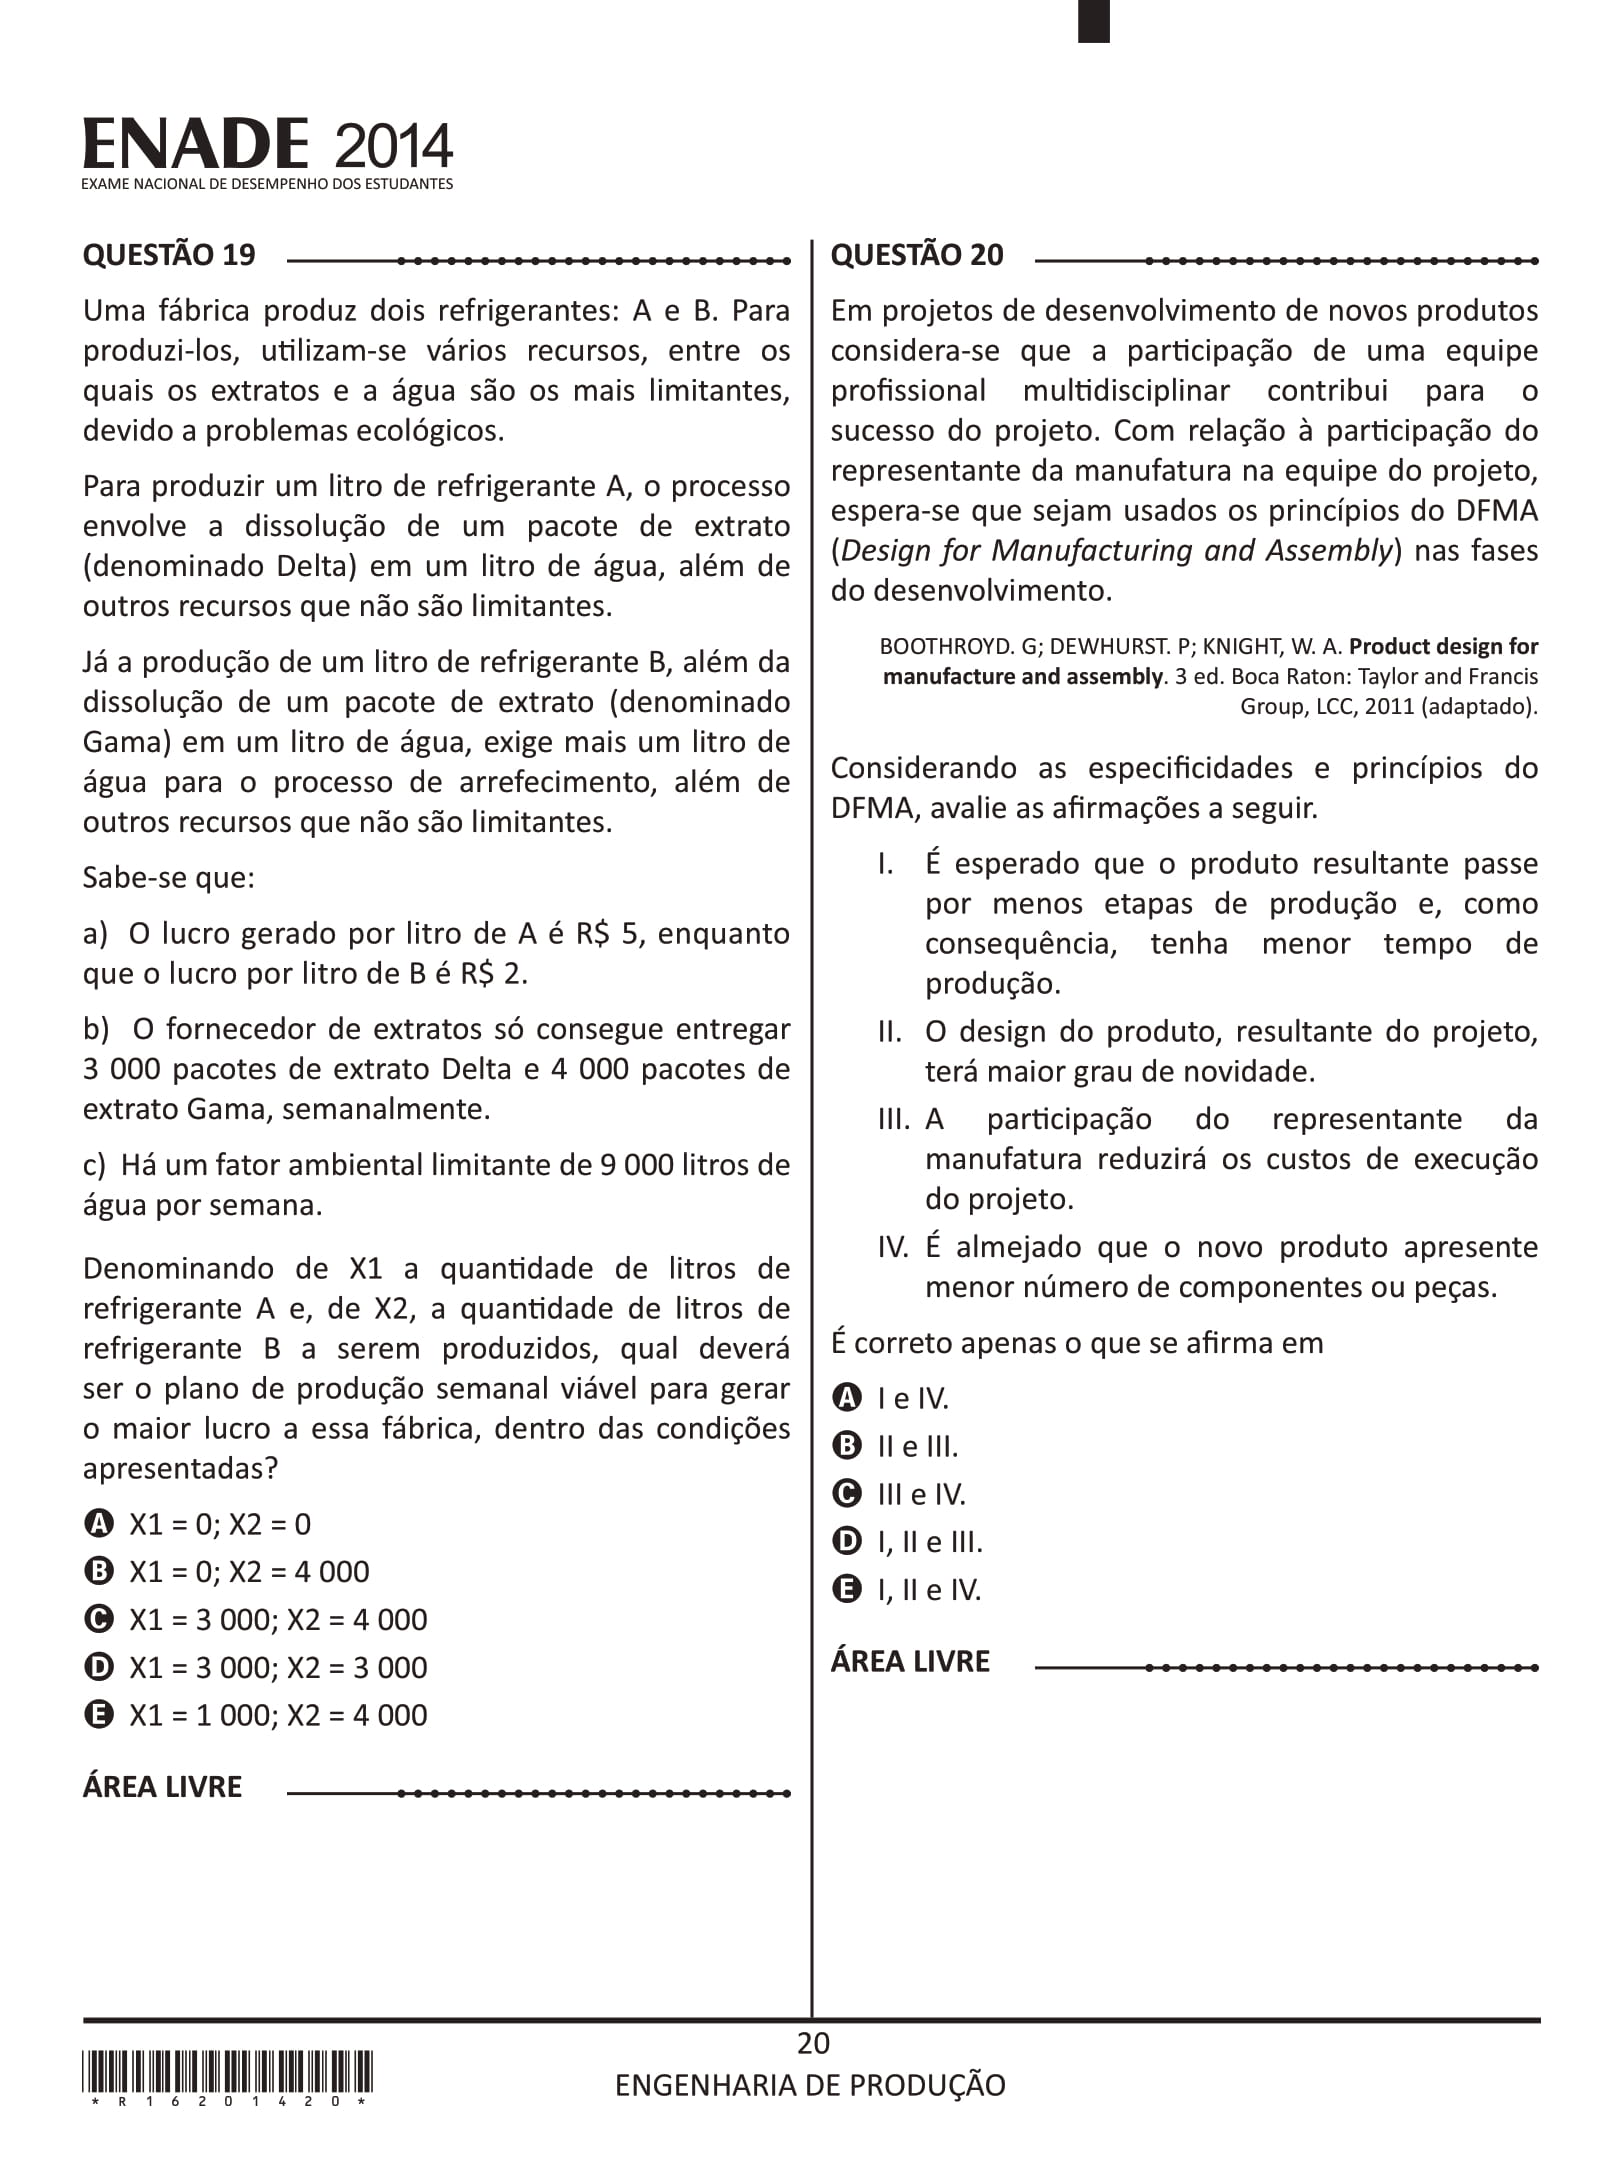 ENADE 2014
EXAME NACIONAL DE DESEMPENHO DOS ESTUDANTES
QUESTÃO 19
Uma fábrica produz dois refrigerantes: A e B. Para
produzi-los, utilizam-se vários recursos, entre os
quais os extratos e a água são os mais limitantes,
devido a problemas ecológicos.
Para produzir um litro de refrigerante A, o processo
envolve a dissolução de um pacote de extrato
(denominado Delta) em um litro de água, além de
outros recursos que não são limitantes.
Já a produção de um litro de refrigerante B, além da
dissolução de um pacote de extrato (denominado
Gama) em um litro de água, exige mais um litro de
água para o processo de arrefecimento, além de
outros recursos que não são limitantes.
Sabe-se que:
a) O lucro gerado por litro de A é R$ 5, enquanto
que o lucro por litro de B é R$ 2.
b) O fornecedor de extratos só consegue entregar
3 000 pacotes de extrato Delta e 4 000 pacotes de
extrato Gama, semanalmente.
c) Há um fator ambiental limitante de 9 000 litros de
água por semana.
Denominando de X1 a quantidade de litros de
refrigerante A e, de X2, a quantidade de litros de
refrigerante B a serem produzidos, qual deverá
ser o plano de produção semanal viável para gerar
o maior lucro a essa fábrica, dentro das condições
apresentadas?
A X1 = 0; X2 = 0
B X1 = 0; X2 = 4 000
C X1 = 3 000; X2 = 4 000
D X1 = 3 000; X2 = 3 000
E X1 = 1 000; X2 = 4 000
ÁREA LIVRE
QUESTÃO 20
Em projetos de desenvolvimento de novos produtos
considera-se que a participação de uma equipe
profissional multidisciplinar contribui para o
sucesso do projeto. Com relação à participação do
representante da manufatura na equipe do projeto,
espera-se que sejam usados os princípios do DFMA
(Design for Manufacturing and Assembly) nas fases
do desenvolvimento.
BOOTHROYD. G; DEWHURST. P; KNIGHT, W. A. Product design for
manufacture and assembly. 3 ed. Boca Raton: Taylor and Francis
Group, LCC, 2011 (adaptado).
Considerando as especificidades e princípios do
DFMA, avalie as afirmações a seguir.
I. É esperado que o produto resultante passe
por menos etapas de produção e, como
consequência, tenha menor tempo de
produção.
II. O design do produto, resultante do projeto,
terá maior grau de novidade.
III. A participação do representante da
manufatura reduzirá os custos de execução
do projeto.
IV. É almejado que o novo produto apresente
menor número de componentes ou peças.
É correto apenas o que se afirma em
A I e IV.
B II e III.
C III e IV.
D I, II e III.
E I, II e IV.
ÁREA LIVRE
20
ENGENHARIA DE PRODUÇÃO
*R16201420*